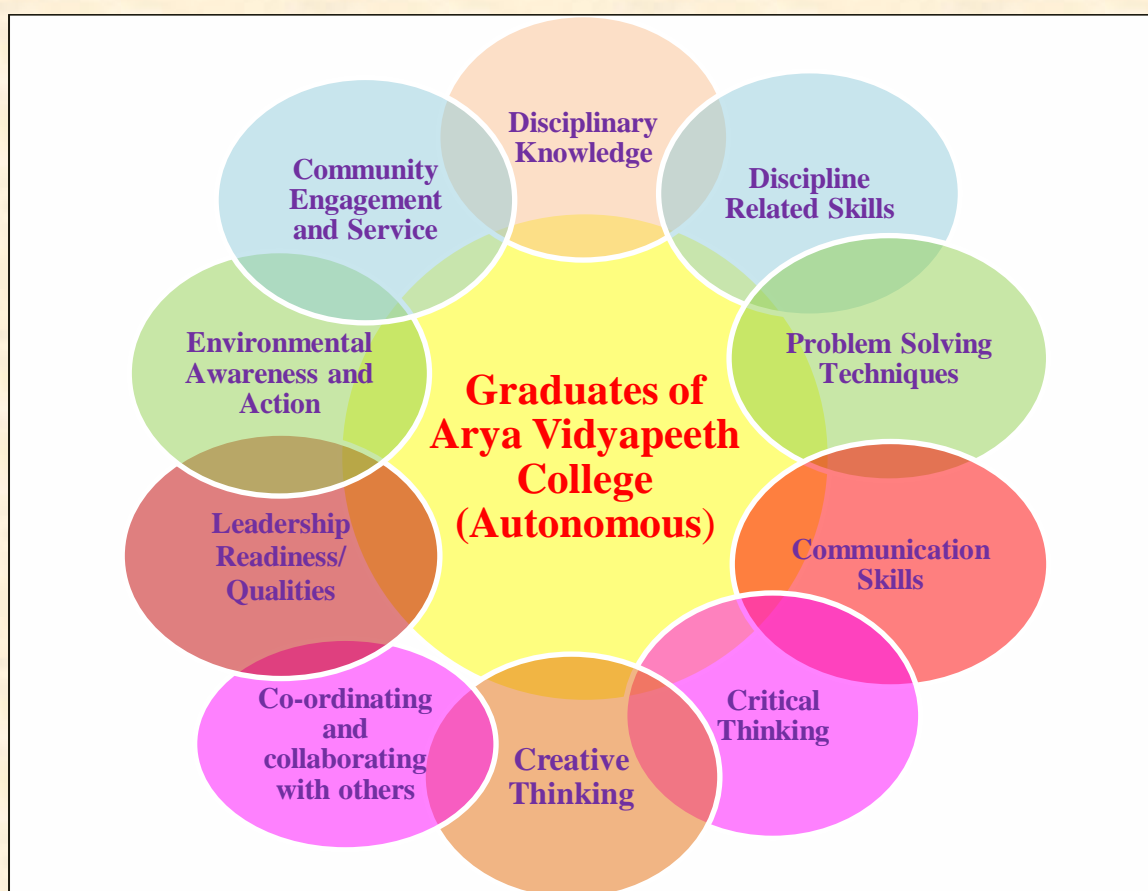 Disciplinary
Knowledge
Discipline
Related Skills
Problem Solving
Techniques
Communication
Skills
Critical
Thinking
Creative
Thinking
Co-ordinating
and
collaborating
with others
Leadership
Readiness/
Qualities
Environmental
Awareness and
Action
Community
Engagement
and Service
Graduates of
Arya Vidyapeeth
College
(Autonomous)